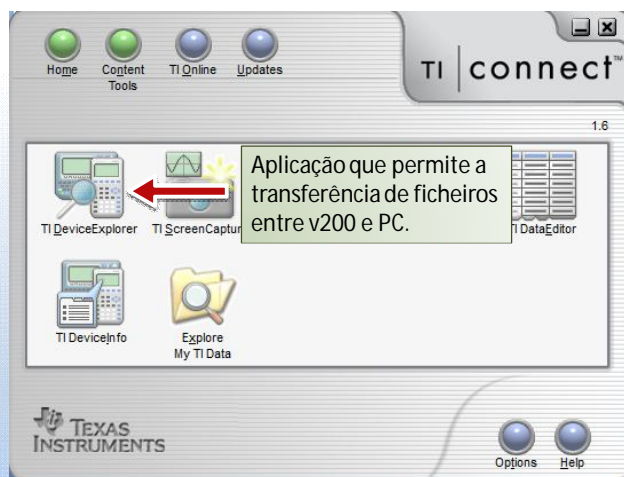 Home
Content
Tools
TI Online
Updates
TI connect™
1.6
TI DeviceExplorer
TI ScreenCaptur
Aplicação que permite a
transferência de ficheiros
entre v200 e PC.
TI DataEditor
TI DeviceInfo
Explore
My TI Data
TEXAS
INSTRUMENTS
Options
Help